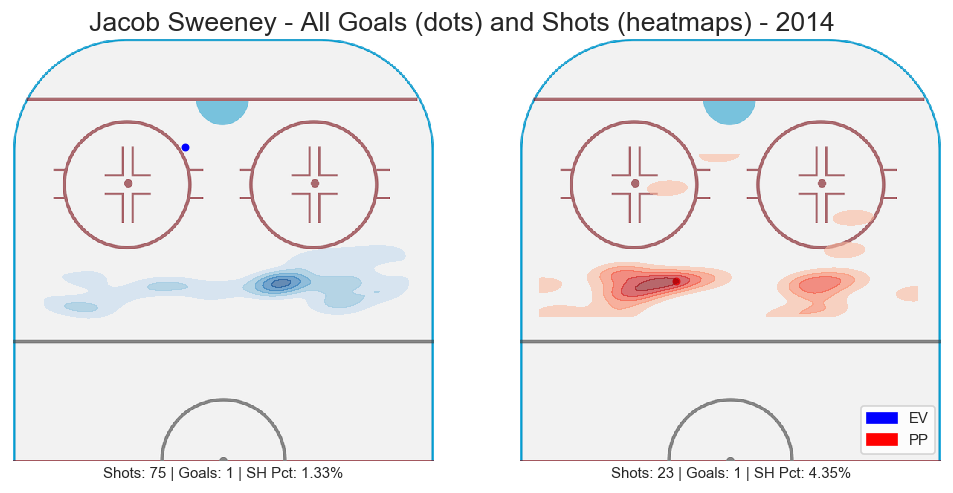 Jacob Sweeney - All Goals (dots) and Shots (heatmaps) - 2014
EV
PP
Shots: 75 | Goals: 1 | SH Pct: 1.33%
Shots: 23 | Goals: 1 | SH Pct: 4.35%